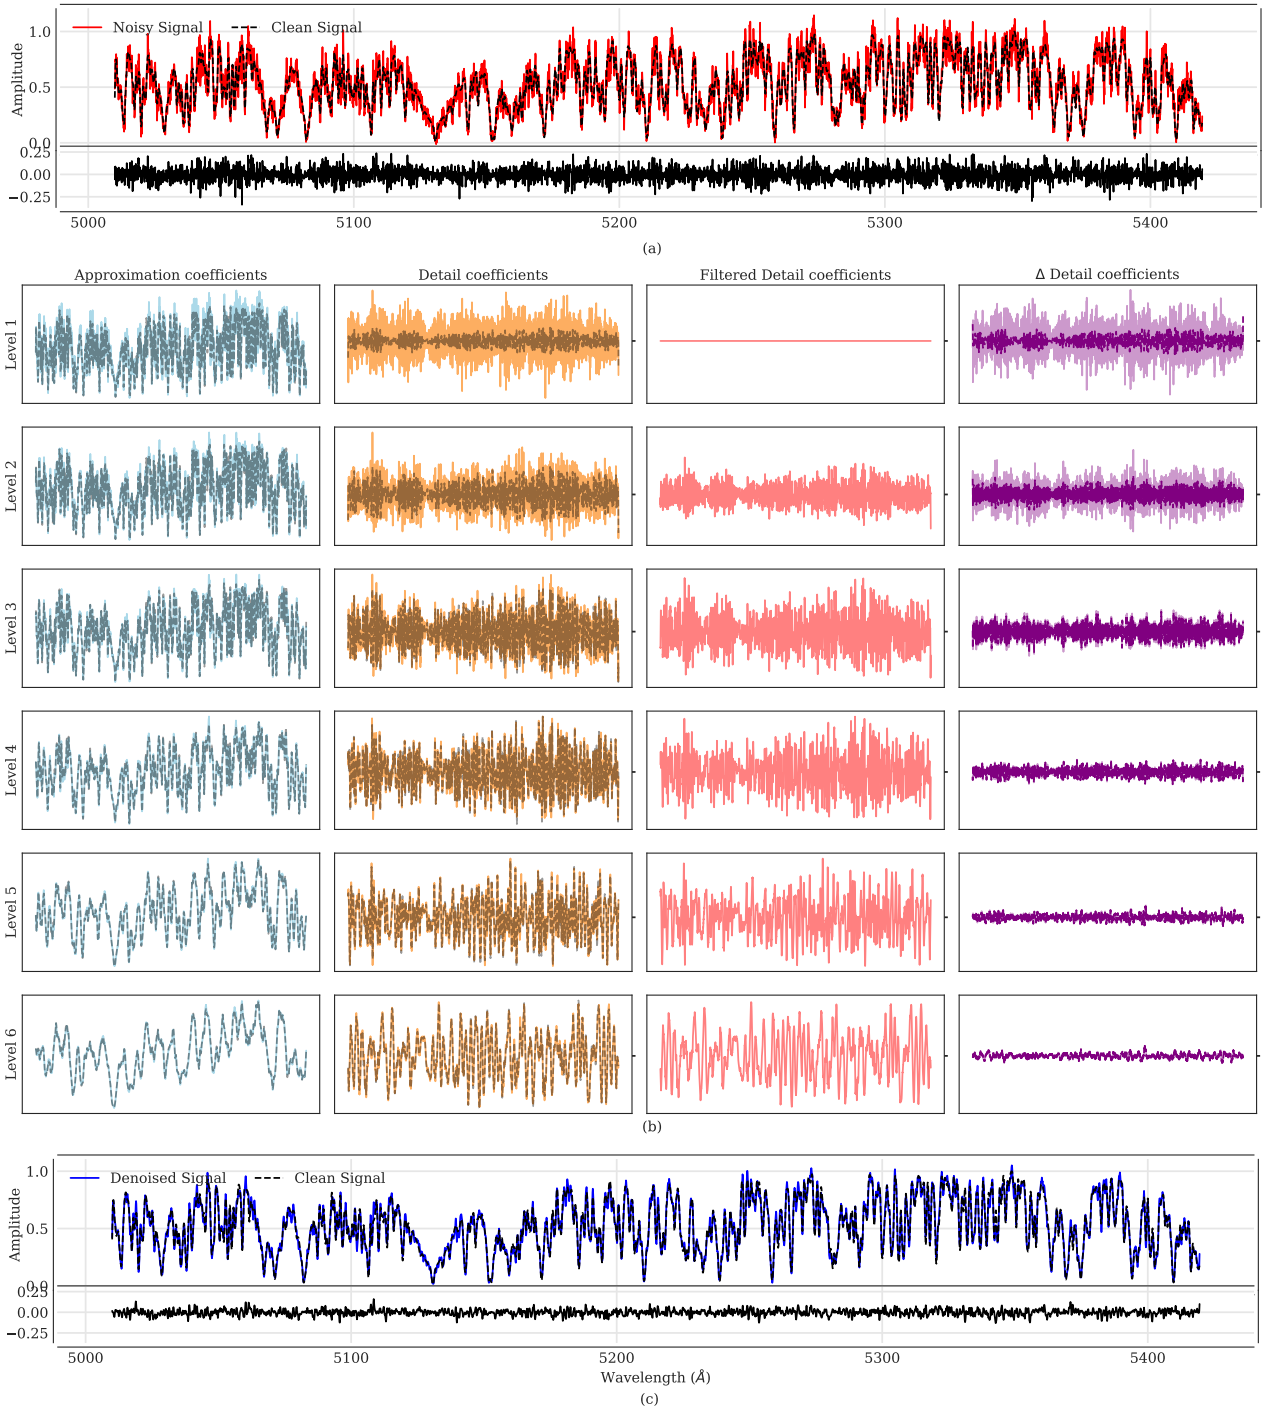 Noisy Signal
Clean Signal
Amplitude
1.0
0.5
0.0
0.25
0.00
−0.25
5000 5100 5200 5300 5400
(a)
Approximation coefficients
Detail coefficients
Filtered Detail coefficients
Δ Detail coefficients
Level 1
Level 2
Level 3
Level 4
Level 5
Level 6
(b)
Denoised Signal
Clean Signal
Amplitude
1.0
0.5
0.0
0.25
0.00
−0.25
5000 5100 5200 5300 5400
Wavelength (Å)
(c)